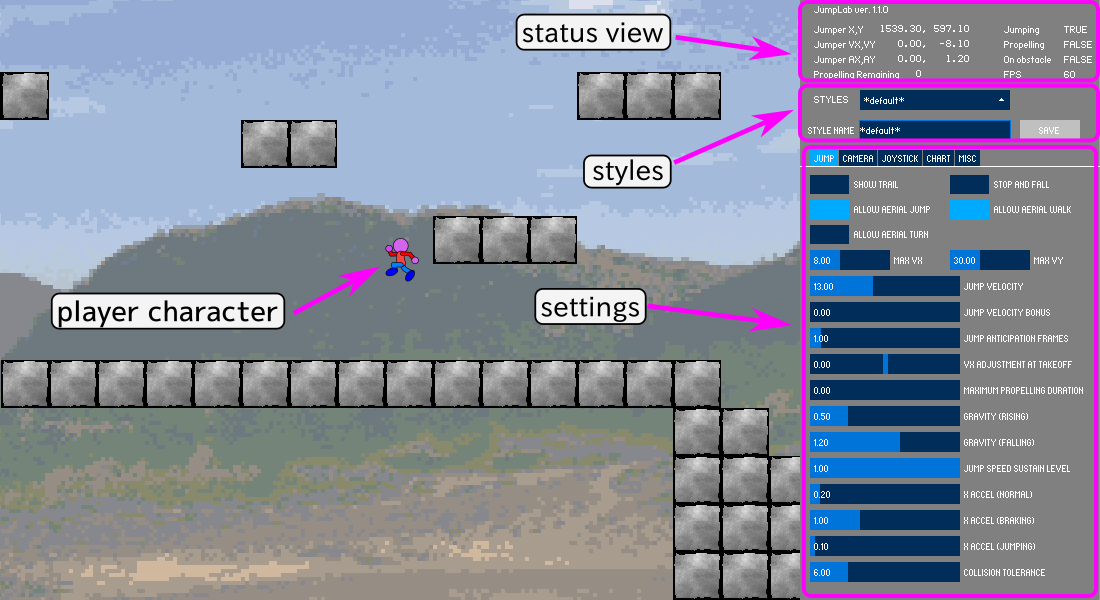 status view
styles
player character
settings
JumpLab ver. 1.1.0
Jumper X,Y 1539.30, 597.10 Jumping TRUE
Jumper VX,VY 0.00, -8.10 Propelling FALSE
Jumper AX,AY 0.00, 1.20 On obstacle FALSE
Propelling Remaining 0 FPS 60
STYLES *default*
STYLE NAME *default* SAVE
JUMP CAMERA JOYSTICK CHART MISC
SHOW TRAIL STOP AND FALL
ALLOW AERIAL JUMP ALLOW AERIAL WALK
ALLOW AERIAL TURN
8.00 MAX VX 30.00 MAX VY
13.00 JUMP VELOCITY
0.00 JUMP VELOCITY BONUS
1.00 JUMP ANTICIPATION FRAMES
0.00 VX ADJUSTMENT AT TAKEOFF
0.00 MAXIMUM PROPELLING DURATION
0.50 GRAVITY (RISING)
1.20 GRAVITY (FALLING)
1.00 JUMP SPEED SUSTAIN LEVEL
0.20 X ACCEL (NORMAL)
1.00 X ACCEL (BRAKING)
0.10 X ACCEL (JUMPING)
6.00 COLLISION TOLERANCE